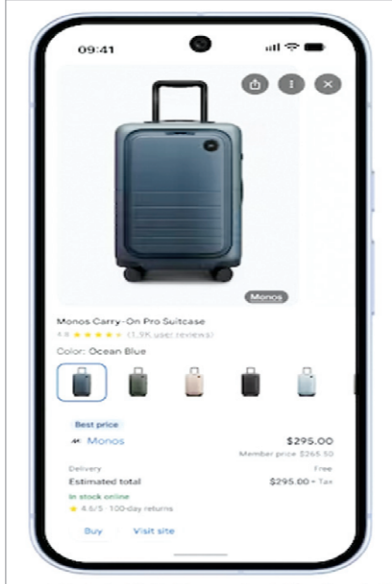 09:41
Monos
Monos Carry-On Pro Suitcase
4.8 ★★★★★ (1.9K user reviews)
Color: Ocean Blue
Best price
Monos
$295.00
Member price $265.50
Delivery Free
Estimated total $295.00 + Tax
In stock online
★ 4.6/5 · 100-day returns
Buy Visit site